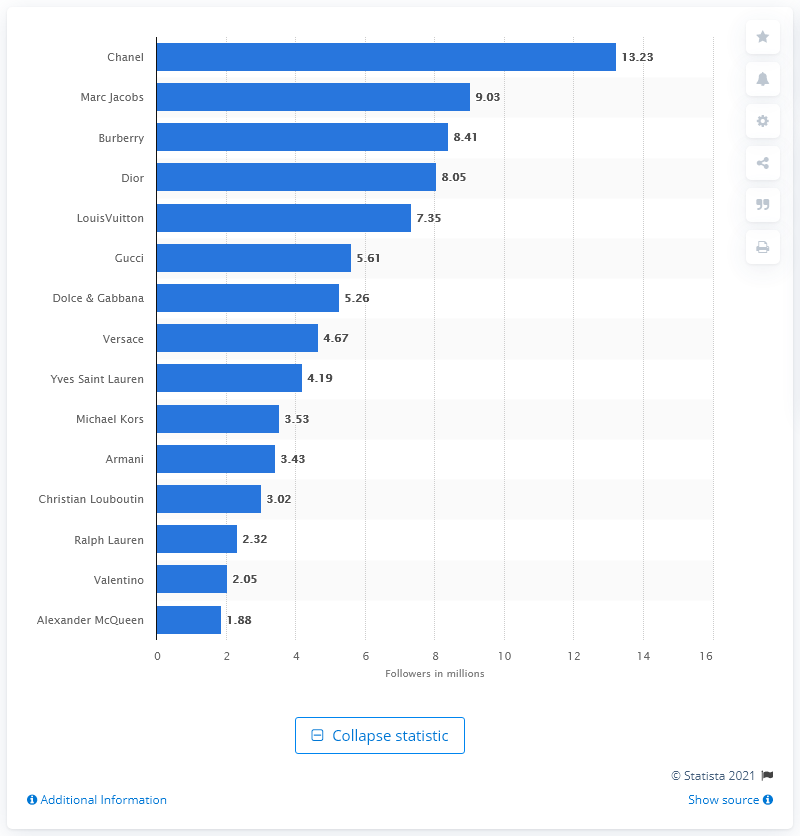 Chanel 13.23
Marc Jacobs 9.03
Burberry 8.41
Dior 8.05
LouisVuitton 7.35
Gucci 5.61
Dolce & Gabbana 5.26
Versace 4.67
Yves Saint Lauren 4.19
Michael Kors 3.53
Armani 3.43
Christian Louboutin 3.02
Ralph Lauren 2.32
Valentino 2.05
Alexander McQueen 1.88
0 2 4 6 8 10 12 14 16
Followers in millions
Collapse statistic
© Statista 2021
Additional Information Show source